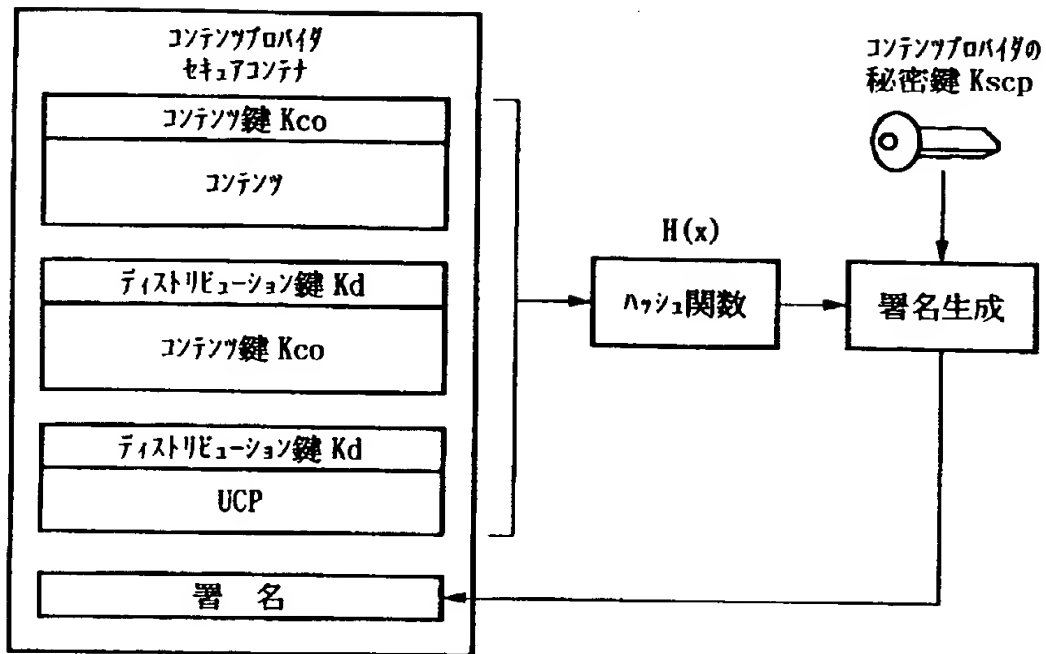 コンテンツプロバイダ
セキュアコンテナ
コンテンツ鍵 Kco
コンテンツ
ディストリビューション鍵 Kd
コンテンツ鍵 Kco
ディストリビューション鍵 Kd
UCP
署 名
H(x)
ハッシュ関数
コンテンツプロバイダの
秘密鍵 Kscp
署名生成